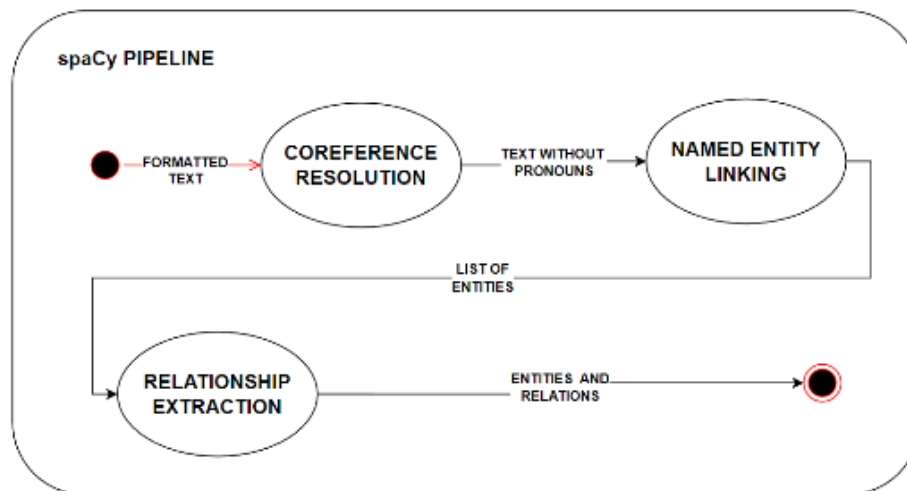 spaCy PIPELINE
FORMATTED
TEXT
COREFERENCE
RESOLUTION
TEXT WITHOUT
PRONOUNS
NAMED ENTITY
LINKING
LIST OF
ENTITIES
RELATIONSHIP
EXTRACTION
ENTITIES AND
RELATIONS